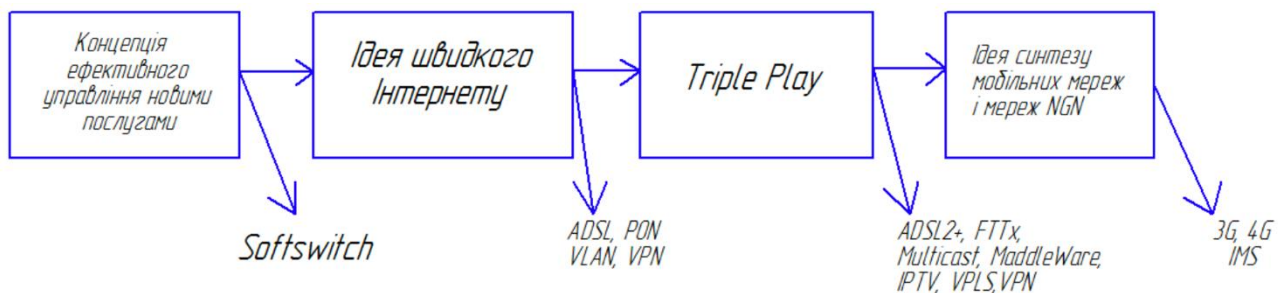 Концепція
ефективного
управління новими
послугами
Ідея швидкого
Інтернету
Triple Play
Ідея синтезу
мобільних мереж
і мереж NGN
Softswitch
ADSL, PON
VLAN, VPN
ADSL2+, FTTx,
Multicast, MaddleWare,
IPTV, VPLS,VPN
3G, 4G
IMS